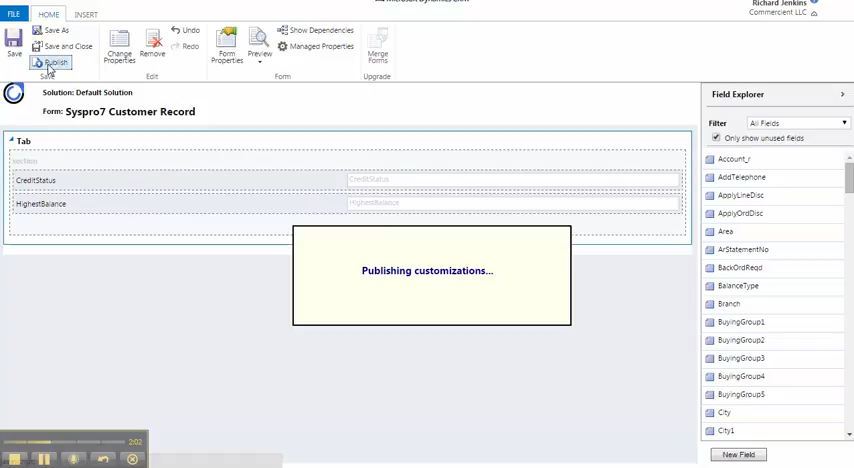 Microsoft Dynamics CRM
Richard Jenkins
Commercient LLC
FILE
HOME
INSERT
Save
Save As
Save and Close
Publish
Save
Change Properties
Remove
Undo
Redo
Edit
Form Properties
Preview
Show Dependencies
Managed Properties
Form
Merge Forms
Upgrade
Solution: Default Solution
Form: Syspro7 Customer Record
Tab
section
CreditStatus
CreditStatus
HighestBalance
HighestBalance
Publishing customizations...
Field Explorer
Filter
All Fields
Only show unused fields
Account_r
AddTelephone
ApplyLineDisc
ApplyOrdDisc
Area
ArStatementNo
BackOrdReqd
BalanceType
Branch
BuyingGroup1
BuyingGroup2
BuyingGroup3
BuyingGroup4
BuyingGroup5
City
City1
New Field
2:02